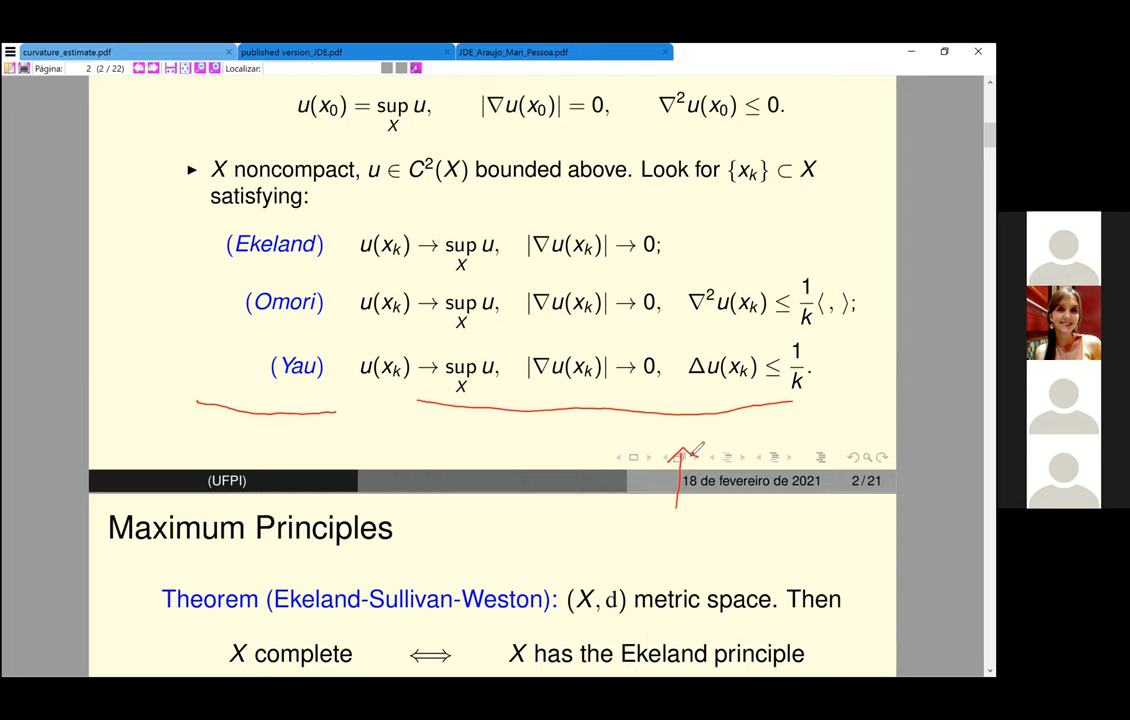 curvature_estimate.pdf published version_JDE.pdf JDE_Araujo_Mari_Pessoa.pdf
Página: 2 (2 / 22) Localizar:
u(x₀) = sup u, |∇u(x₀)| = 0, ∇²u(x₀) ≤ 0.
X
► X noncompact, u ∈ C²(X) bounded above. Look for {xₖ} ⊂ X
satisfying:
(Ekeland) u(xₖ) → sup u, |∇u(xₖ)| → 0;
X
(Omori) u(xₖ) → sup u, |∇u(xₖ)| → 0, ∇²u(xₖ) ≤ 1/k ⟨ , ⟩;
X
(Yau) u(xₖ) → sup u, |∇u(xₖ)| → 0, Δu(xₖ) ≤ 1/k.
X
(UFPI) 18 de fevereiro de 2021 2/21
Maximum Principles
Theorem (Ekeland-Sullivan-Weston): (X, d) metric space. Then
X complete ⟺ X has the Ekeland principle